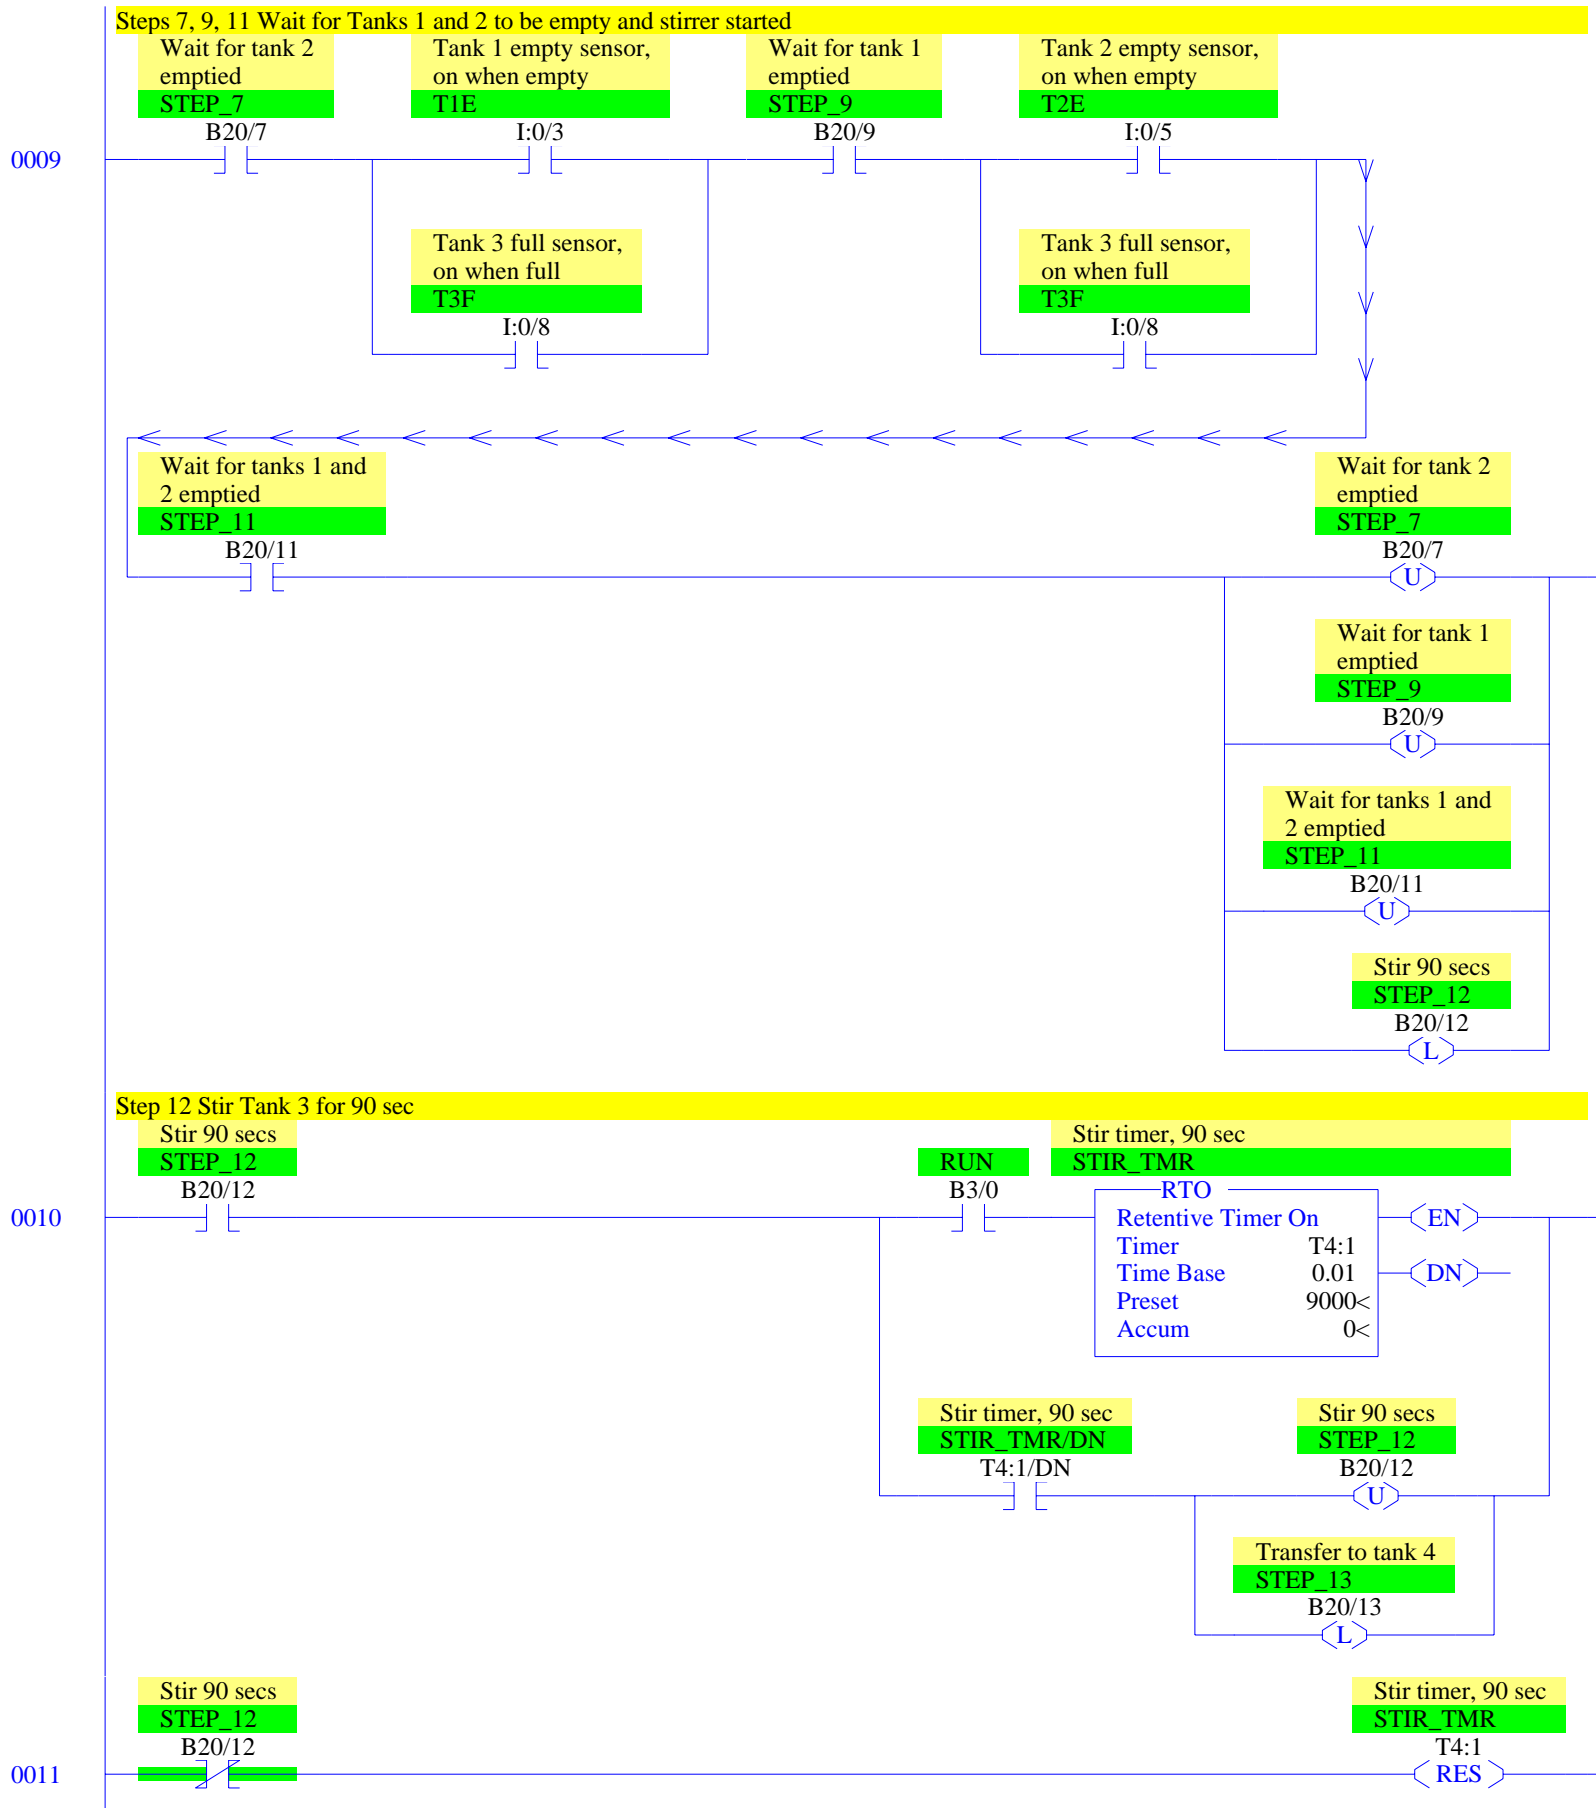 Steps 7, 9, 11 Wait for Tanks 1 and 2 to be empty and stirrer started
Wait for tank 2
emptied
STEP_7
B20/7
Tank 1 empty sensor,
on when empty
T1E
I:0/3
Wait for tank 1
emptied
STEP_9
B20/9
Tank 2 empty sensor,
on when empty
T2E
I:0/5
0009
Tank 3 full sensor,
on when full
T3F
I:0/8
Tank 3 full sensor,
on when full
T3F
I:0/8
Wait for tanks 1 and
2 emptied
STEP_11
B20/11
Wait for tank 2
emptied
STEP_7
B20/7
U
Wait for tank 1
emptied
STEP_9
B20/9
U
Wait for tanks 1 and
2 emptied
STEP_11
B20/11
U
Stir 90 secs
STEP_12
B20/12
L
Step 12 Stir Tank 3 for 90 sec
Stir 90 secs
STEP_12
B20/12
0010
RUN
B3/0
Stir timer, 90 sec
STIR_TMR
RTO
Retentive Timer On
Timer T4:1
Time Base 0.01
Preset 9000<
Accum 0<
EN
DN
Stir timer, 90 sec
STIR_TMR/DN
T4:1/DN
Stir 90 secs
STEP_12
B20/12
U
Transfer to tank 4
STEP_13
B20/13
L
Stir 90 secs
STEP_12
B20/12
0011
Stir timer, 90 sec
STIR_TMR
T4:1
RES